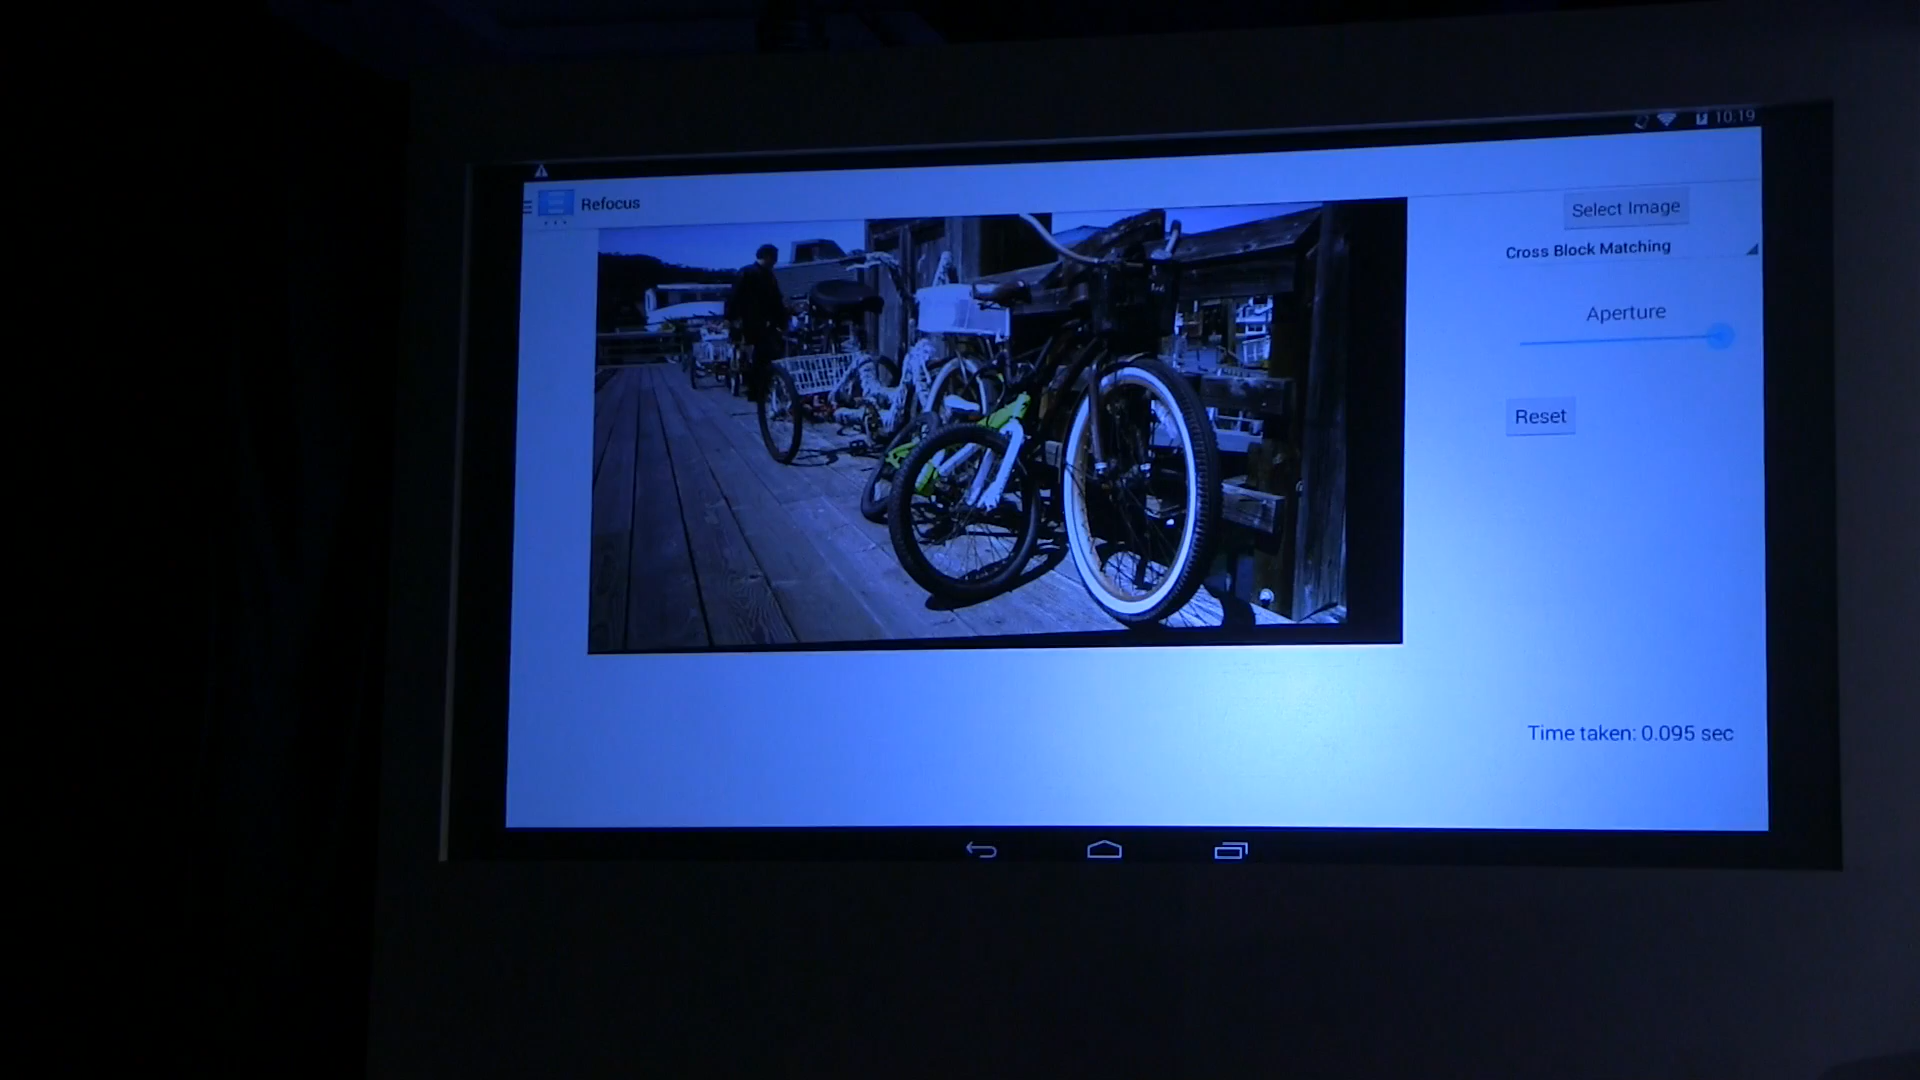 10:19
Refocus
Select Image
Cross Block Matching
Aperture
Reset
Time taken: 0.095 sec